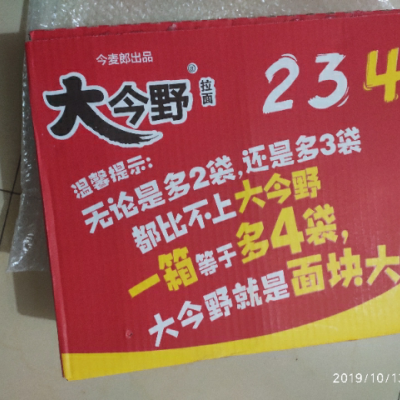 今麦郎出品
大今野
®
拉面
234
温馨提示:
无论是多2袋,还是多3袋
都比不上大今野
一箱等于多4袋,
大今野就是面块大
2019/10/1